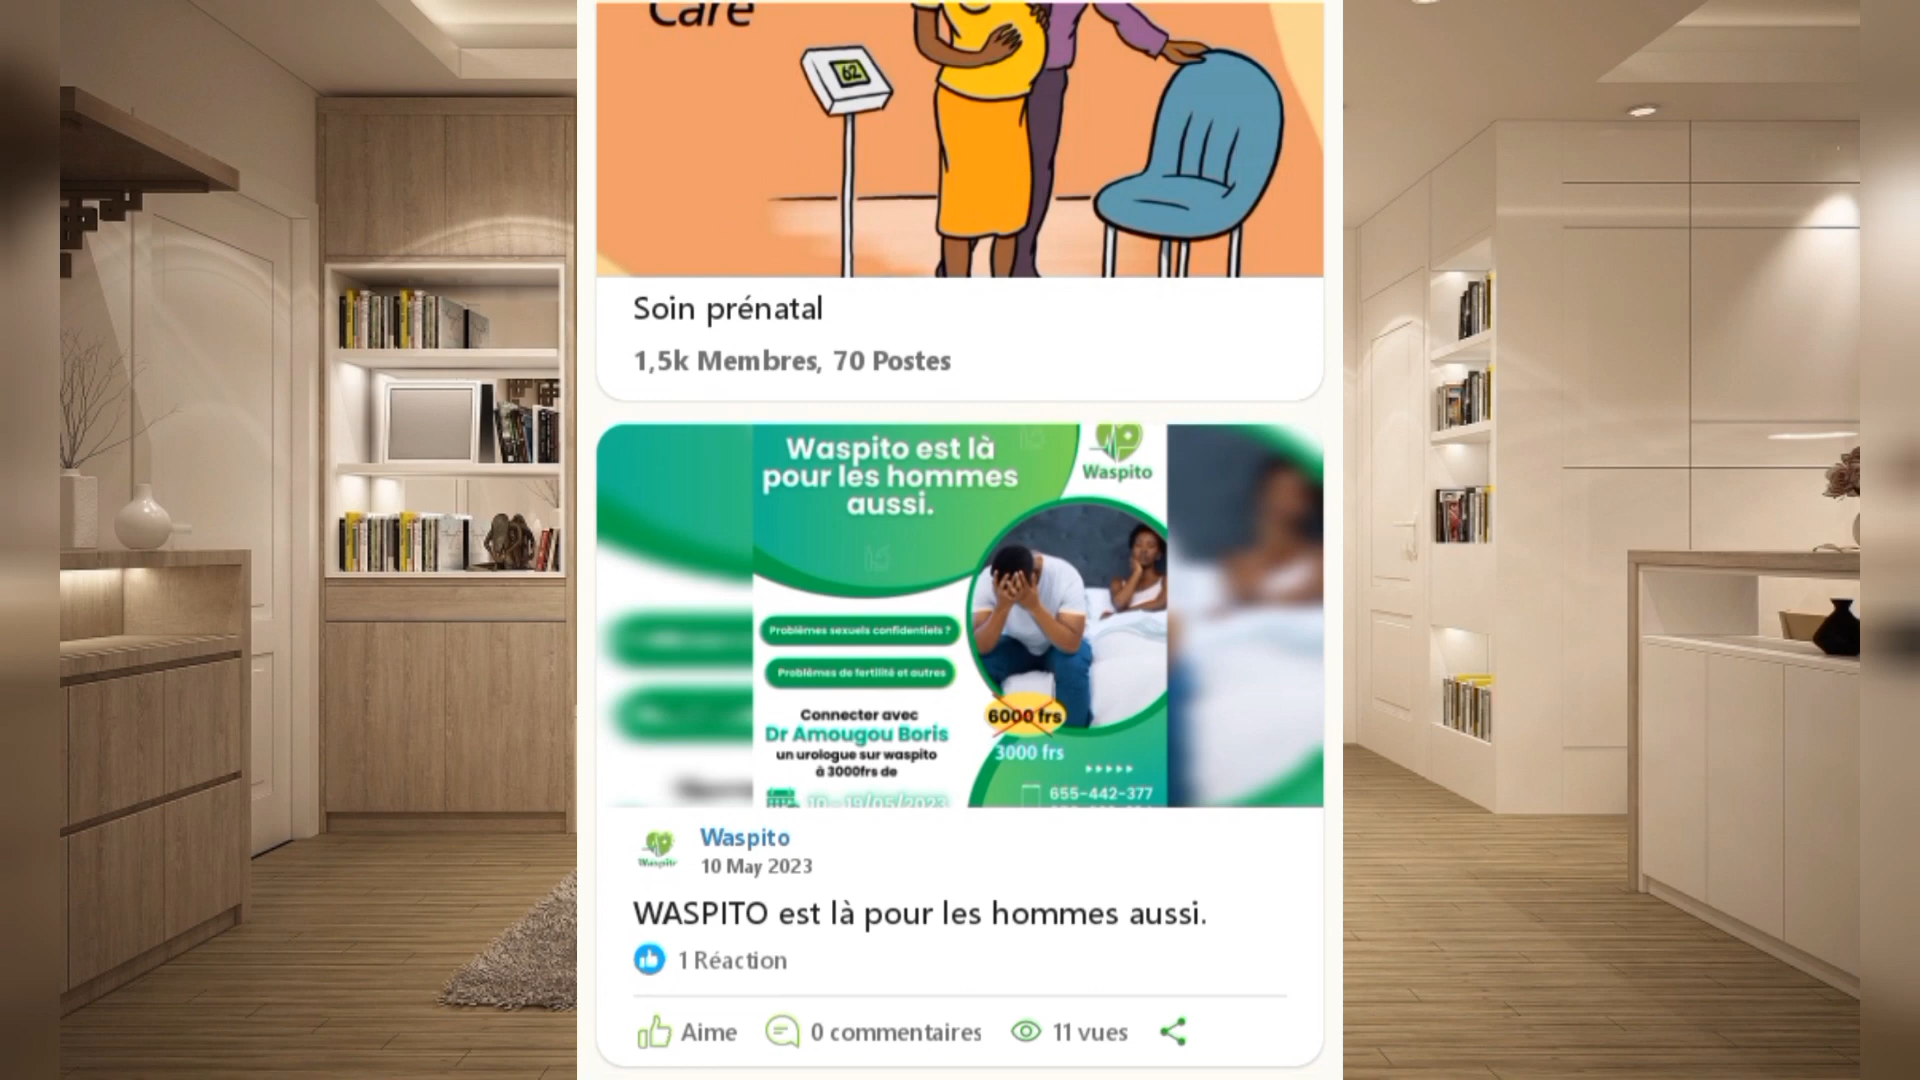 Care
62
Soin prénatal
1,5k Membres, 70 Postes
Waspito est là
pour les hommes
aussi.
Waspito
Problèmes sexuels confidentiels ?
Problèmes de fertilité et autres
Connecter avec
Dr Amougou Boris
un urologue sur waspito
à 3000frs de
6000 frs
3000 frs
655-442-377
Waspito
Waspito
10 May 2023
WASPITO est là pour les hommes aussi.
1 Réaction
Aime
0 commentaires
11 vues